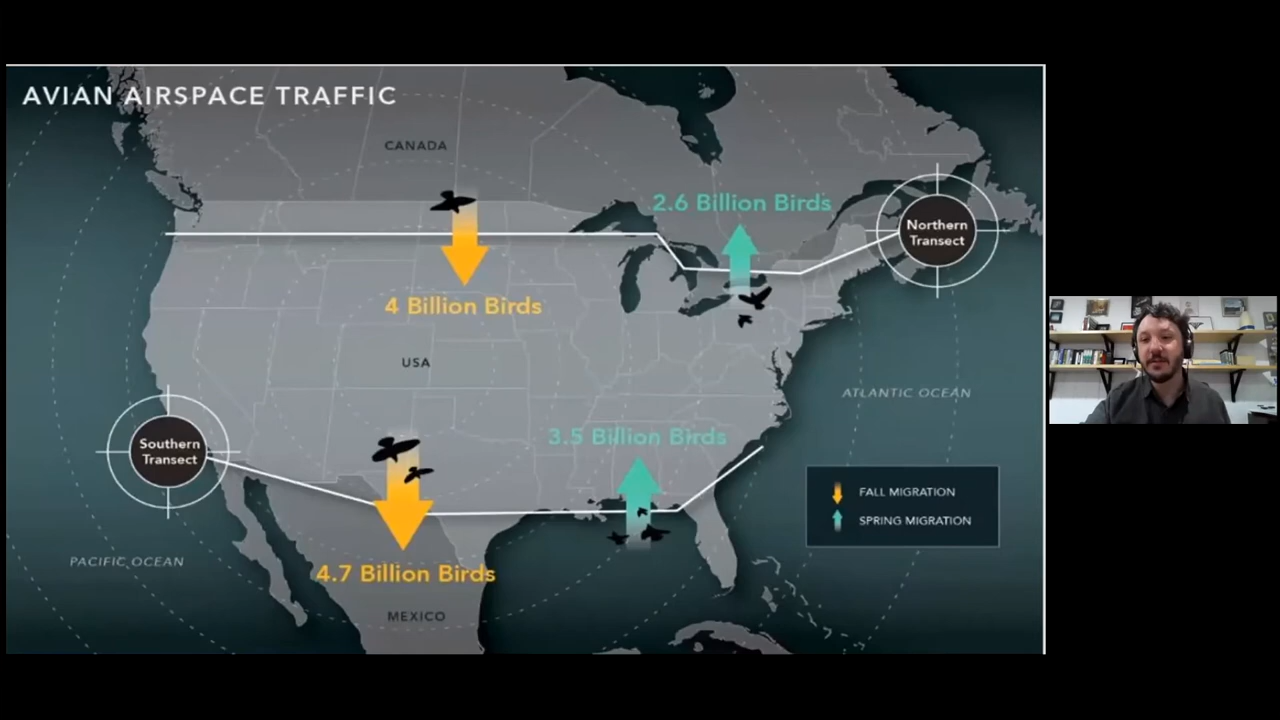 AVIAN AIRSPACE TRAFFIC
CANADA
2.6 Billion Birds
Northern
Transect
4 Billion Birds
USA
ATLANTIC OCEAN
Southern
Transect
3.5 Billion Birds
FALL MIGRATION
SPRING MIGRATION
PACIFIC OCEAN
4.7 Billion Birds
MEXICO